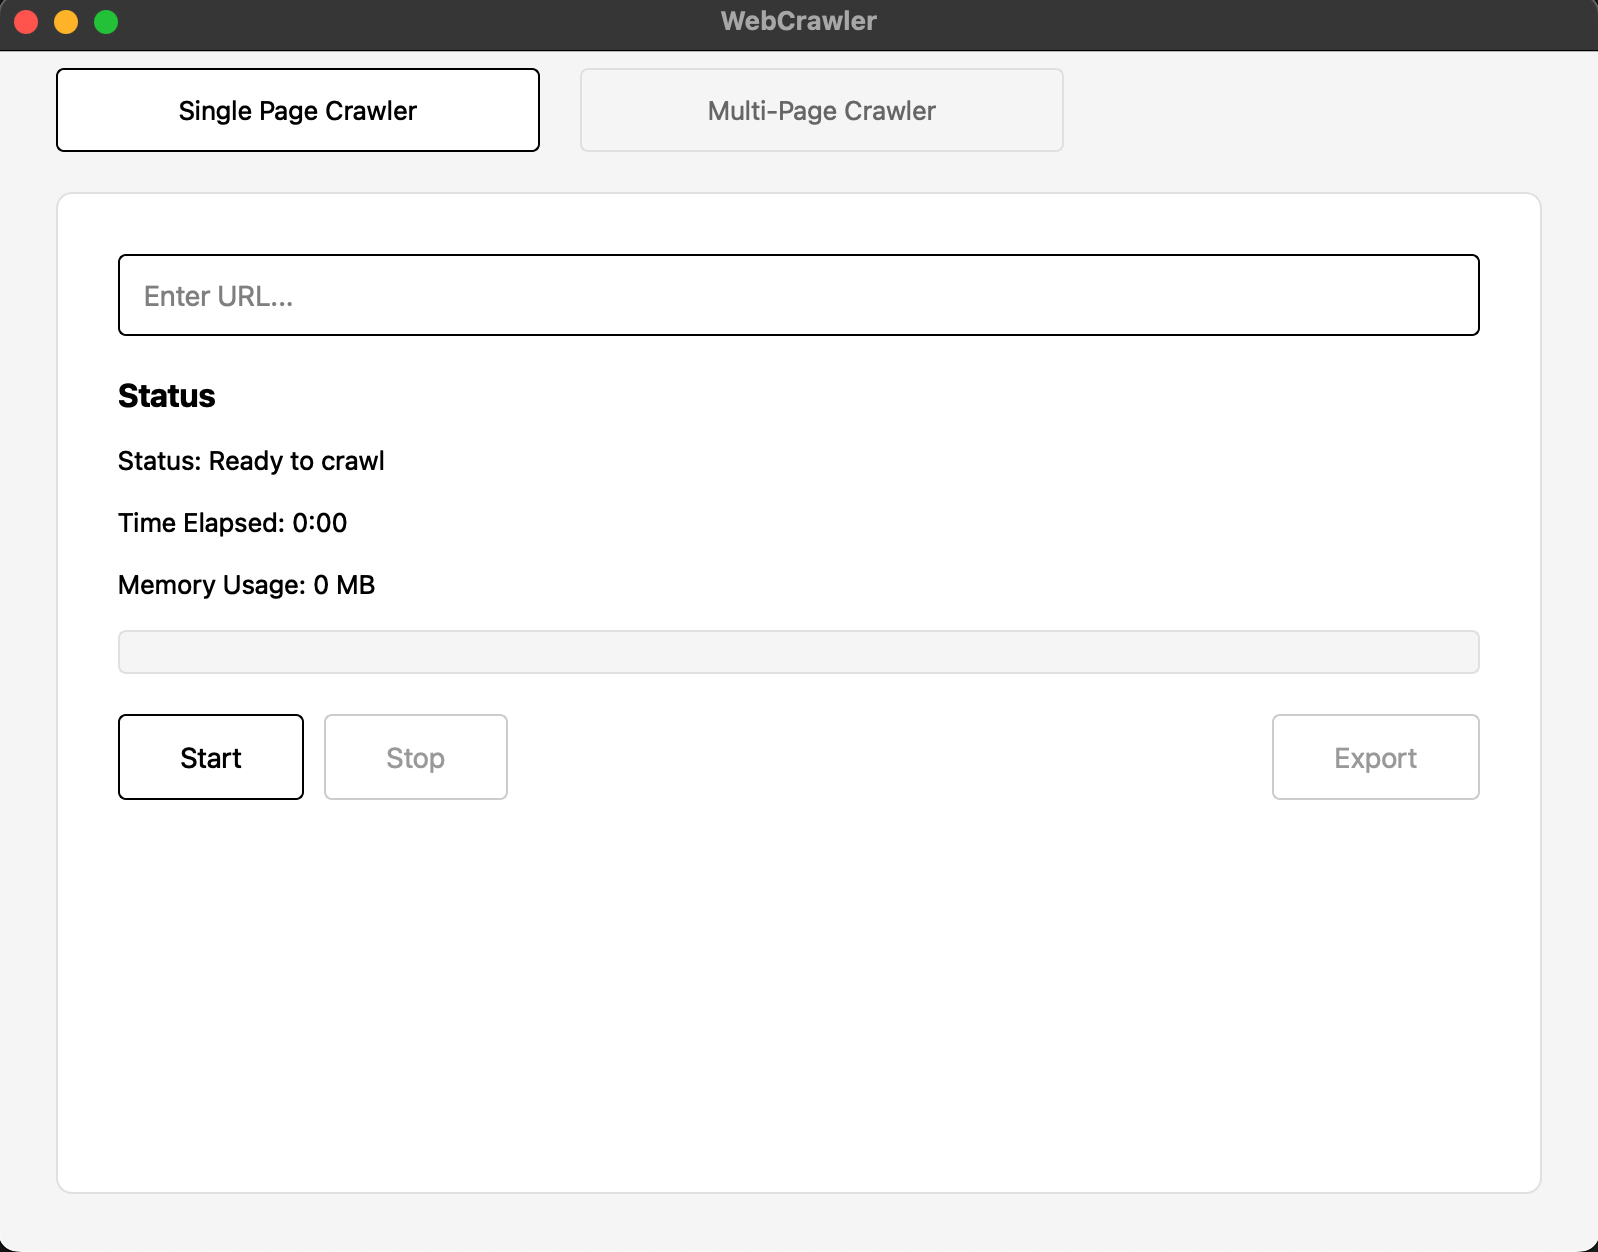 WebCrawler
Single Page Crawler
Multi-Page Crawler
Enter URL...
Status
Status: Ready to crawl
Time Elapsed: 0:00
Memory Usage: 0 MB
Start
Stop
Export